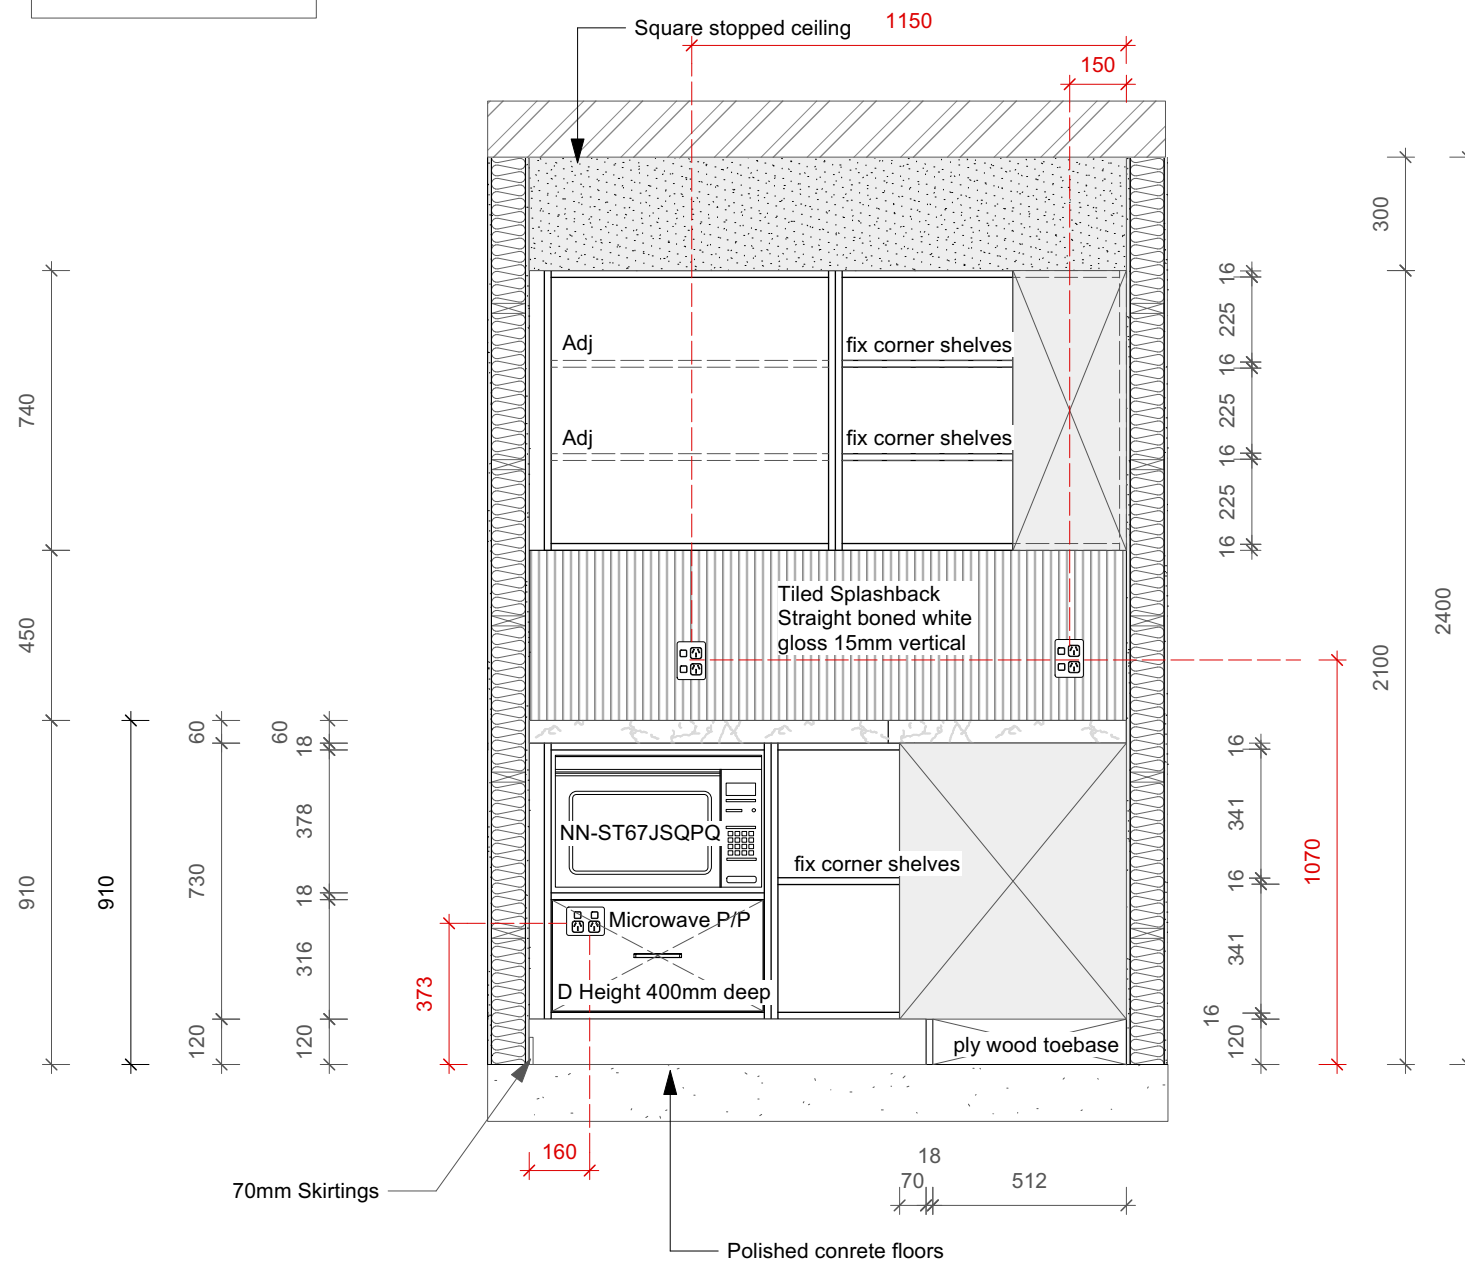 Square stopped ceiling
1150
150
300
16
225
16
225
16
225
16
Adj
fix corner shelves
Adj
fix corner shelves
740
450
910
910
60
730
120
60
18
378
18
316
120
Tiled Splashback
Straight boned white
gloss 15mm vertical
2400
2100
1070
16
341
16
341
16
120
NN-ST67JSQPQ
fix corner shelves
Microwave P/P
D Height 400mm deep
373
ply wood toebase
160
18
70
512
70mm Skirtings
Polished conrete floors